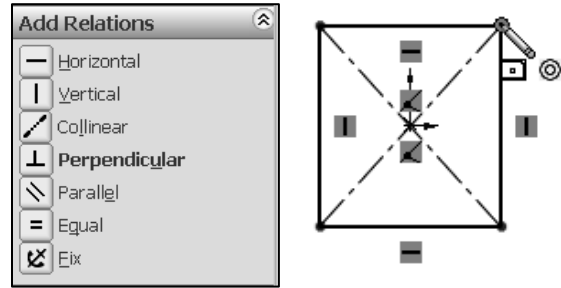 Add Relations
Horizontal
Vertical
Collinear
Perpendicular
Parallel
Equal
Fix